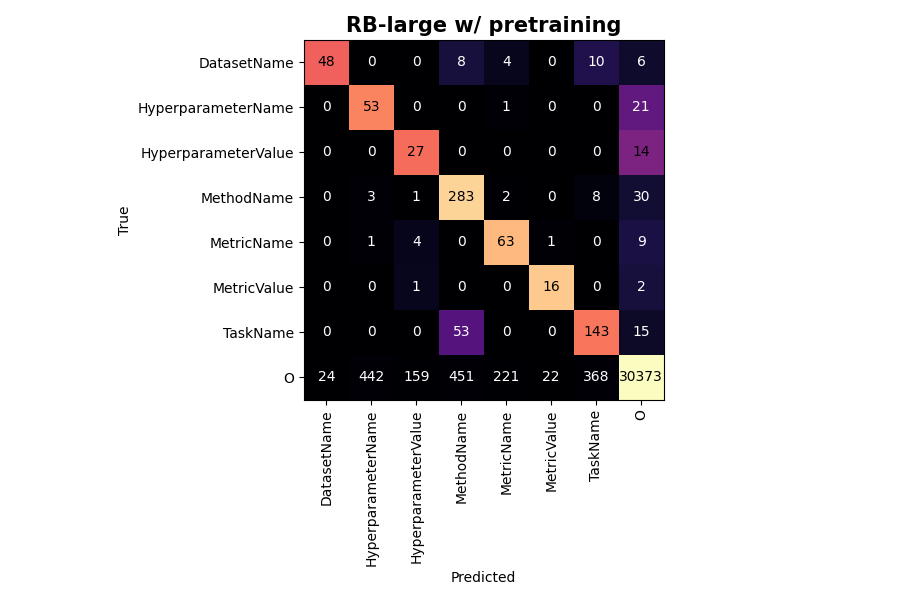 RB-large w/ pretraining
DatasetName 48 0 0 8 4 0 10 6
HyperparameterName 0 53 0 0 1 0 0 21
HyperparameterValue 0 0 27 0 0 0 0 14
MethodName 0 3 1 283 2 0 8 30
MetricName 0 1 4 0 63 1 0 9
MetricValue 0 0 1 0 0 16 0 2
TaskName 0 0 0 53 0 0 143 15
O 24 442 159 451 221 22 368 30373
True
DatasetName
HyperparameterName
HyperparameterValue
MethodName
MetricName
MetricValue
TaskName
O
Predicted